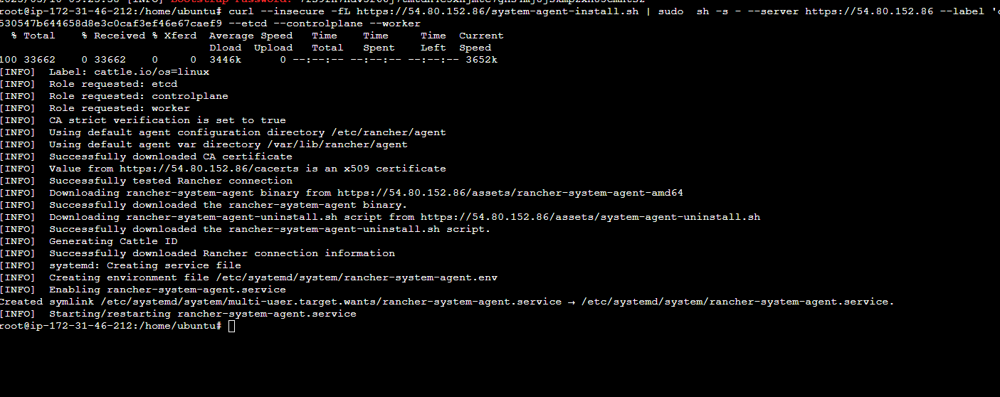 [INFO] Bootstrap Password:
root@ip-172-31-46-212:/home/ubuntu# curl --insecure -fL https://54.80.152.86/system-agent-install.sh | sudo  sh -s - --server https://54.80.152.86 --label
530547b644658d8e3c0caf3ef46e67caef9 --etcd --controlplane --worker
  % Total    % Received % Xferd  Average Speed   Time    Time     Time  Current
                                 Dload  Upload   Total   Spent    Left  Speed
100 33662    0 33662    0     0  3446k      0 --:--:-- --:--:-- --:--:-- 3652k
[INFO]  Label: cattle.io/os=linux
[INFO]  Role requested: etcd
[INFO]  Role requested: controlplane
[INFO]  Role requested: worker
[INFO]  CA strict verification is set to true
[INFO]  Using default agent configuration directory /etc/rancher/agent
[INFO]  Using default agent var directory /var/lib/rancher/agent
[INFO]  Successfully downloaded CA certificate
[INFO]  Value from https://54.80.152.86/cacerts is an x509 certificate
[INFO]  Successfully tested Rancher connection
[INFO]  Downloading rancher-system-agent binary from https://54.80.152.86/assets/rancher-system-agent-amd64
[INFO]  Successfully downloaded the rancher-system-agent binary.
[INFO]  Downloading rancher-system-agent-uninstall.sh script from https://54.80.152.86/assets/system-agent-uninstall.sh
[INFO]  Successfully downloaded the rancher-system-agent-uninstall.sh script.
[INFO]  Generating Cattle ID
[INFO]  Successfully downloaded Rancher connection information
[INFO]  systemd: Creating service file
[INFO]  Creating environment file /etc/systemd/system/rancher-system-agent.env
[INFO]  Enabling rancher-system-agent.service
Created symlink /etc/systemd/system/multi-user.target.wants/rancher-system-agent.service → /etc/systemd/system/rancher-system-agent.service.
[INFO]  Starting/restarting rancher-system-agent.service
root@ip-172-31-46-212:/home/ubuntu#